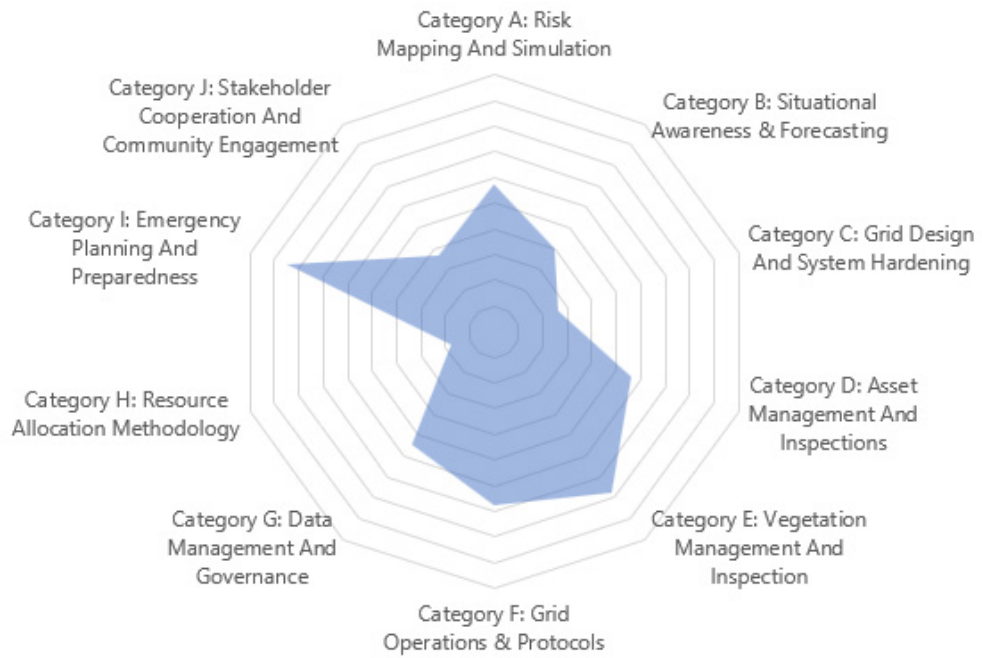 Category A: Risk
Mapping And Simulation
Category B: Situational
Awareness & Forecasting
Category C: Grid Design
And System Hardening
Category D: Asset
Management And
Inspections
Category E: Vegetation
Management And
Inspection
Category F: Grid
Operations & Protocols
Category G: Data
Management And
Governance
Category H: Resource
Allocation Methodology
Category I: Emergency
Planning And
Preparedness
Category J: Stakeholder
Cooperation And
Community Engagement